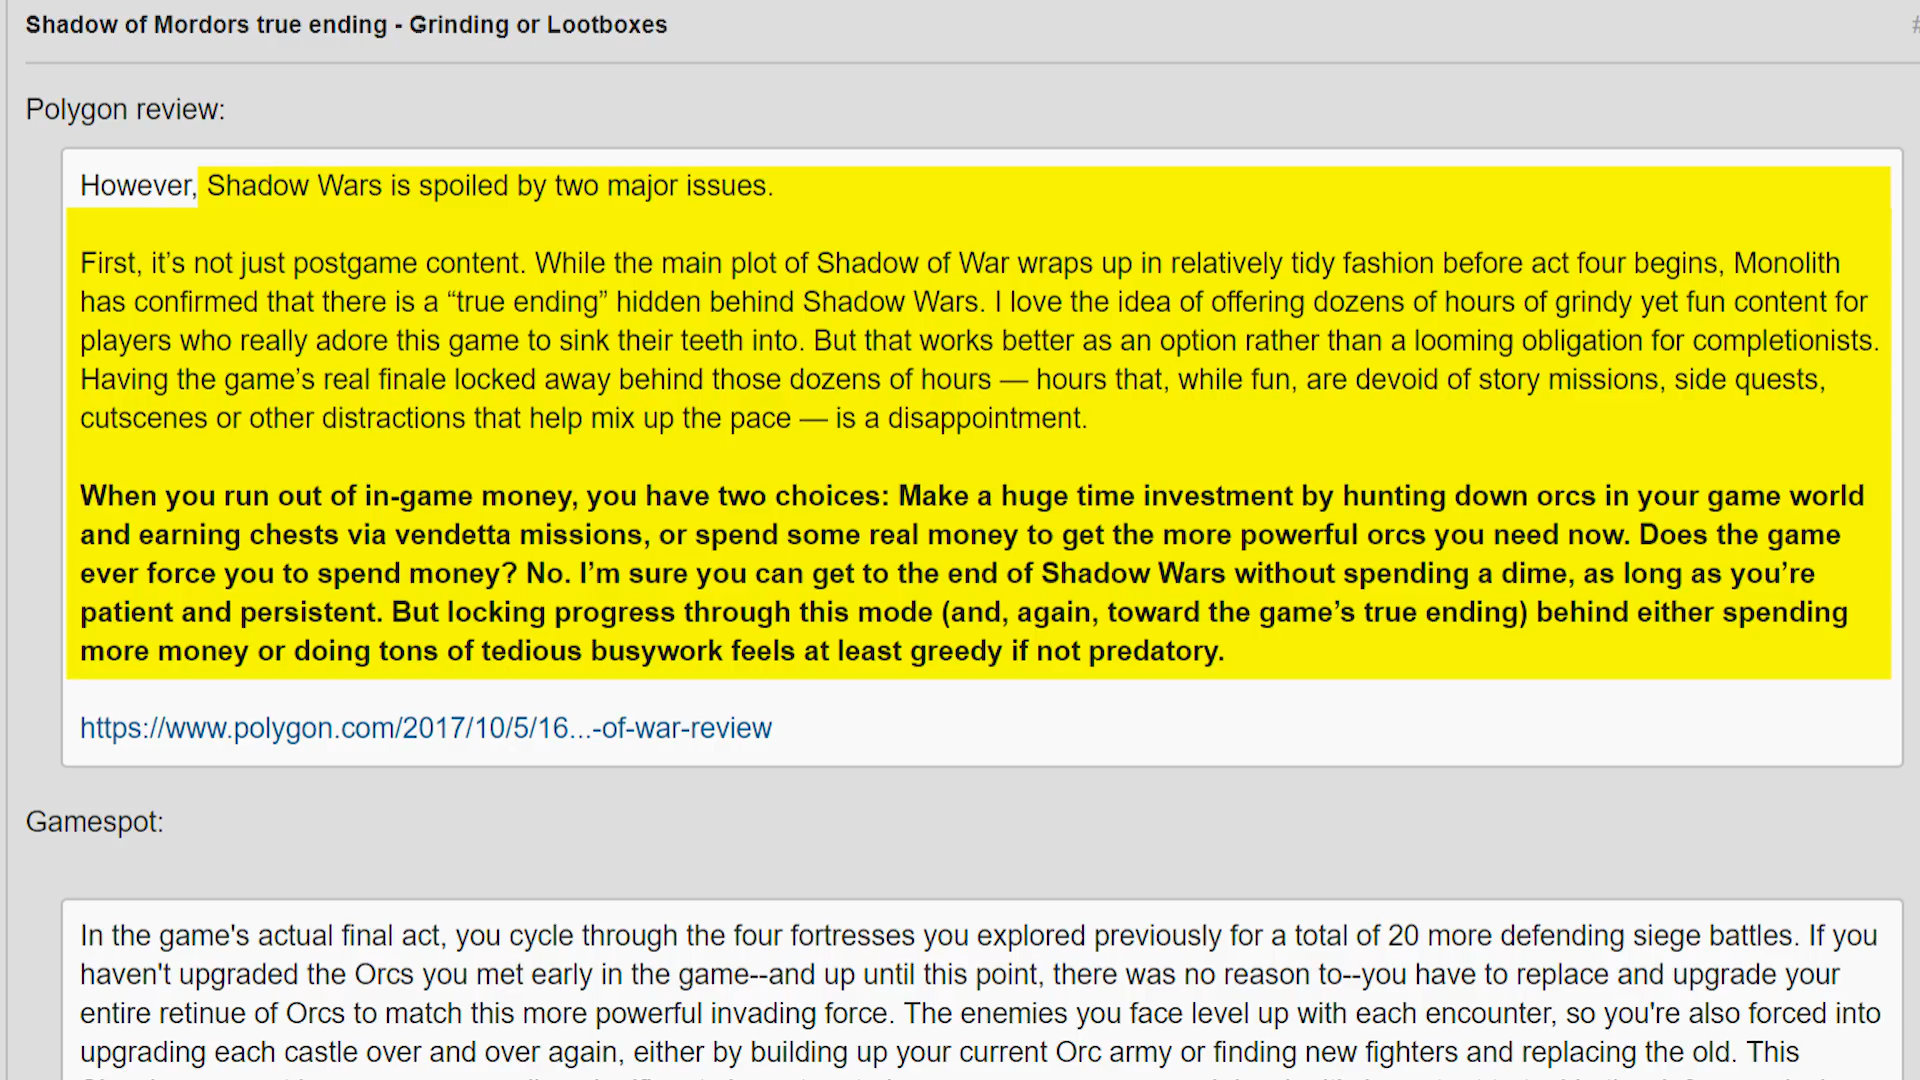 Shadow of Mordors true ending - Grinding or Lootboxes
#
Polygon review:
However, Shadow Wars is spoiled by two major issues.
First, it’s not just postgame content. While the main plot of Shadow of War wraps up in relatively tidy fashion before act four begins, Monolith
has confirmed that there is a “true ending” hidden behind Shadow Wars. I love the idea of offering dozens of hours of grindy yet fun content for
players who really adore this game to sink their teeth into. But that works better as an option rather than a looming obligation for completionists.
Having the game’s real finale locked away behind those dozens of hours — hours that, while fun, are devoid of story missions, side quests,
cutscenes or other distractions that help mix up the pace — is a disappointment.
When you run out of in-game money, you have two choices: Make a huge time investment by hunting down orcs in your game world
and earning chests via vendetta missions, or spend some real money to get the more powerful orcs you need now. Does the game
ever force you to spend money? No. I’m sure you can get to the end of Shadow Wars without spending a dime, as long as you’re
patient and persistent. But locking progress through this mode (and, again, toward the game’s true ending) behind either spending
more money or doing tons of tedious busywork feels at least greedy if not predatory.
https://www.polygon.com/2017/10/5/16...-of-war-review
Gamespot:
In the game's actual final act, you cycle through the four fortresses you explored previously for a total of 20 more defending siege battles. If you
haven't upgraded the Orcs you met early in the game--and up until this point, there was no reason to--you have to replace and upgrade your
entire retinue of Orcs to match this more powerful invading force. The enemies you face level up with each encounter, so you're also forced into
upgrading each castle over and over again, either by building up your current Orc army or finding new fighters and replacing the old. This